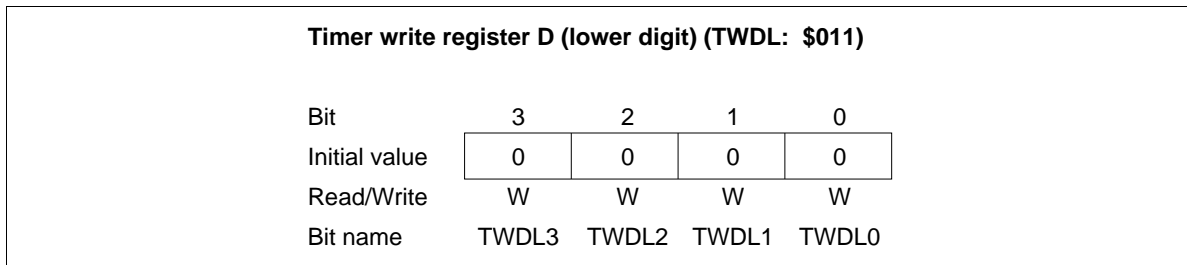 Timer write register D (lower digit) (TWDL: $011)
Bit 3 2 1 0
Initial value 0 0 0 0
Read/Write W W W W
Bit name TWDL3 TWDL2 TWDL1 TWDL0